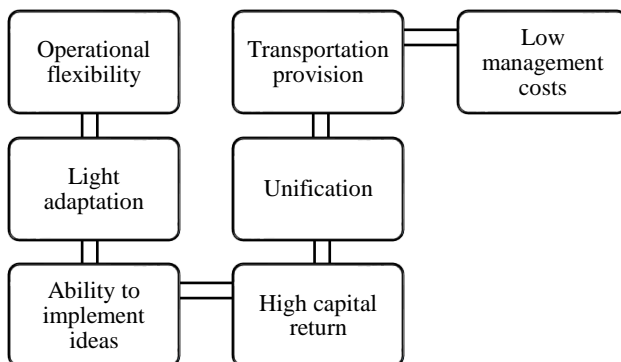 Operational
flexibility
Light
adaptation
Ability to
implement
ideas
High capital
return
Unification
Transportation
provision
Low
management
costs